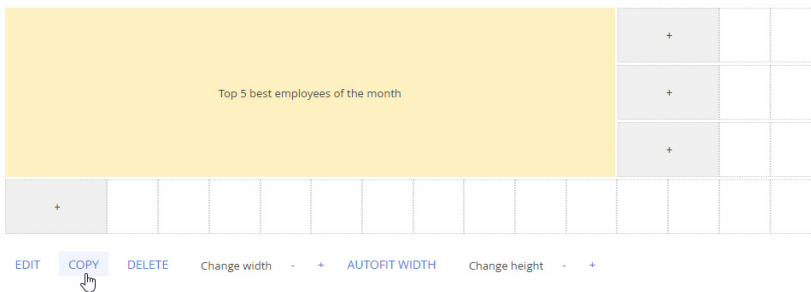 +
Top 5 best employees of the month +
+
+
EDIT COPY DELETE Change width - + AUTOFIT WIDTH Change height - +